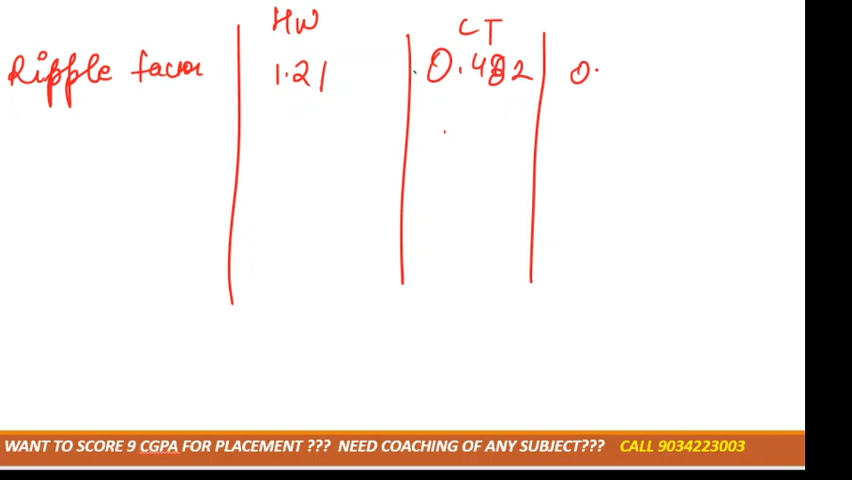 HW
CT
Ripple factor
1.21
0.482
0.
WANT TO SCORE 9 CGPA FOR PLACEMENT ??? NEED COACHING OF ANY SUBJECT??? CALL 9034223003